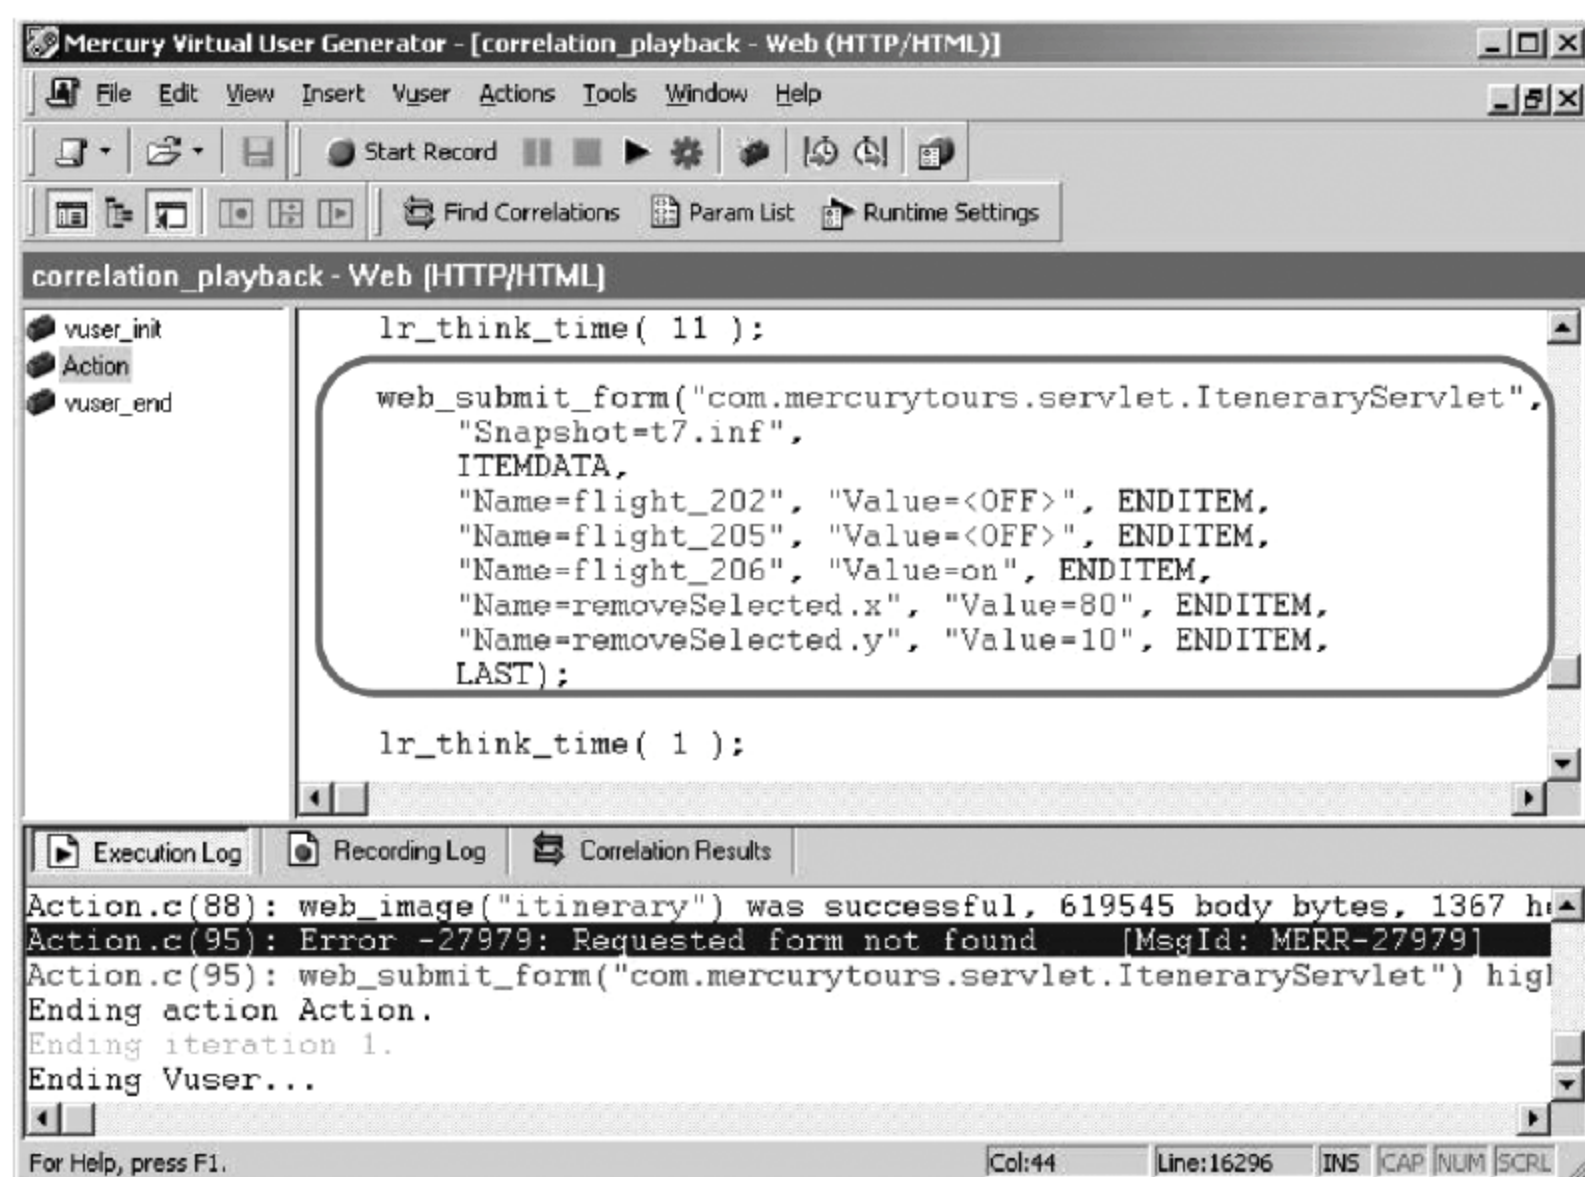 Mercury Virtual User Generator - [correlation_playback - Web (HTTP/HTML)]
File Edit View Insert Vuser Actions Tools Window Help
Start Record
Find Correlations Param List Runtime Settings
correlation_playback - Web (HTTP/HTML)
vuser_init
Action
vuser_end
lr_think_time( 11 );
web_submit_form("com.mercurytours.servlet.IteneraryServlet",
"Snapshot=t7.inf",
ITEMDATA,
"Name=flight_202", "Value=<OFF>", ENDITEM,
"Name=flight_205", "Value=<OFF>", ENDITEM,
"Name=flight_206", "Value=on", ENDITEM,
"Name=removeSelected.x", "Value=80", ENDITEM,
"Name=removeSelected.y", "Value=10", ENDITEM,
LAST);
lr_think_time( 1 );
Execution Log Recording Log Correlation Results
Action.c(88): web_image("itinerary") was successful, 619545 body bytes, 1367 he
Action.c(95): Error -27979: Requested form not found [MsgId: MERR-27979]
Action.c(95): web_submit_form("com.mercurytours.servlet.IteneraryServlet") high
Ending action Action.
Ending iteration 1.
Ending Vuser...
For Help, press F1. Col:44 Line:16296 INS CAP NUM SCRL